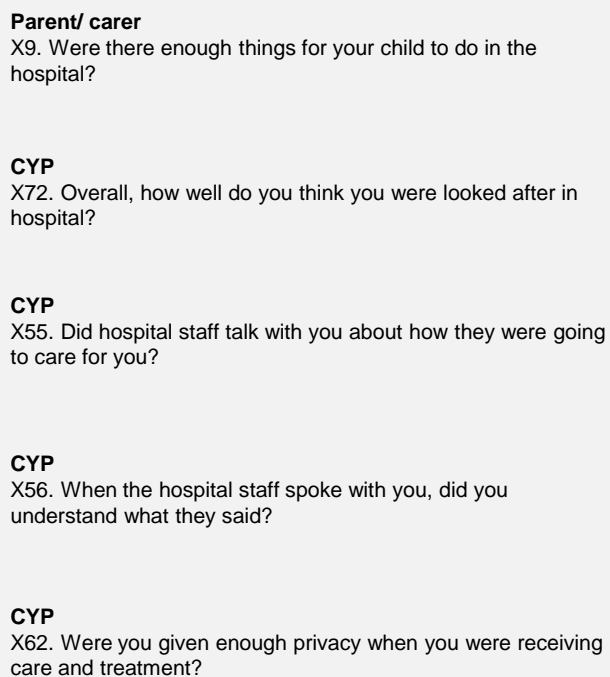 Parent/ carer
X9. Were there enough things for your child to do in the
hospital?
CYP
X72. Overall, how well do you think you were looked after in
hospital?
CYP
X55. Did hospital staff talk with you about how they were going
to care for you?
CYP
X56. When the hospital staff spoke with you, did you
understand what they said?
CYP
X62. Were you given enough privacy when you were receiving
care and treatment?